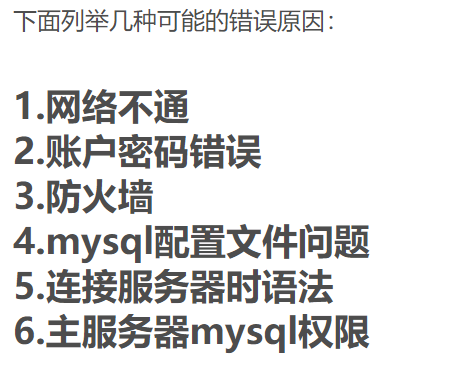 下面列举几种可能的错误原因：
1.网络不通
2.账户密码错误
3.防火墙
4.mysql配置文件问题
5.连接服务器时语法
6.主服务器mysql权限